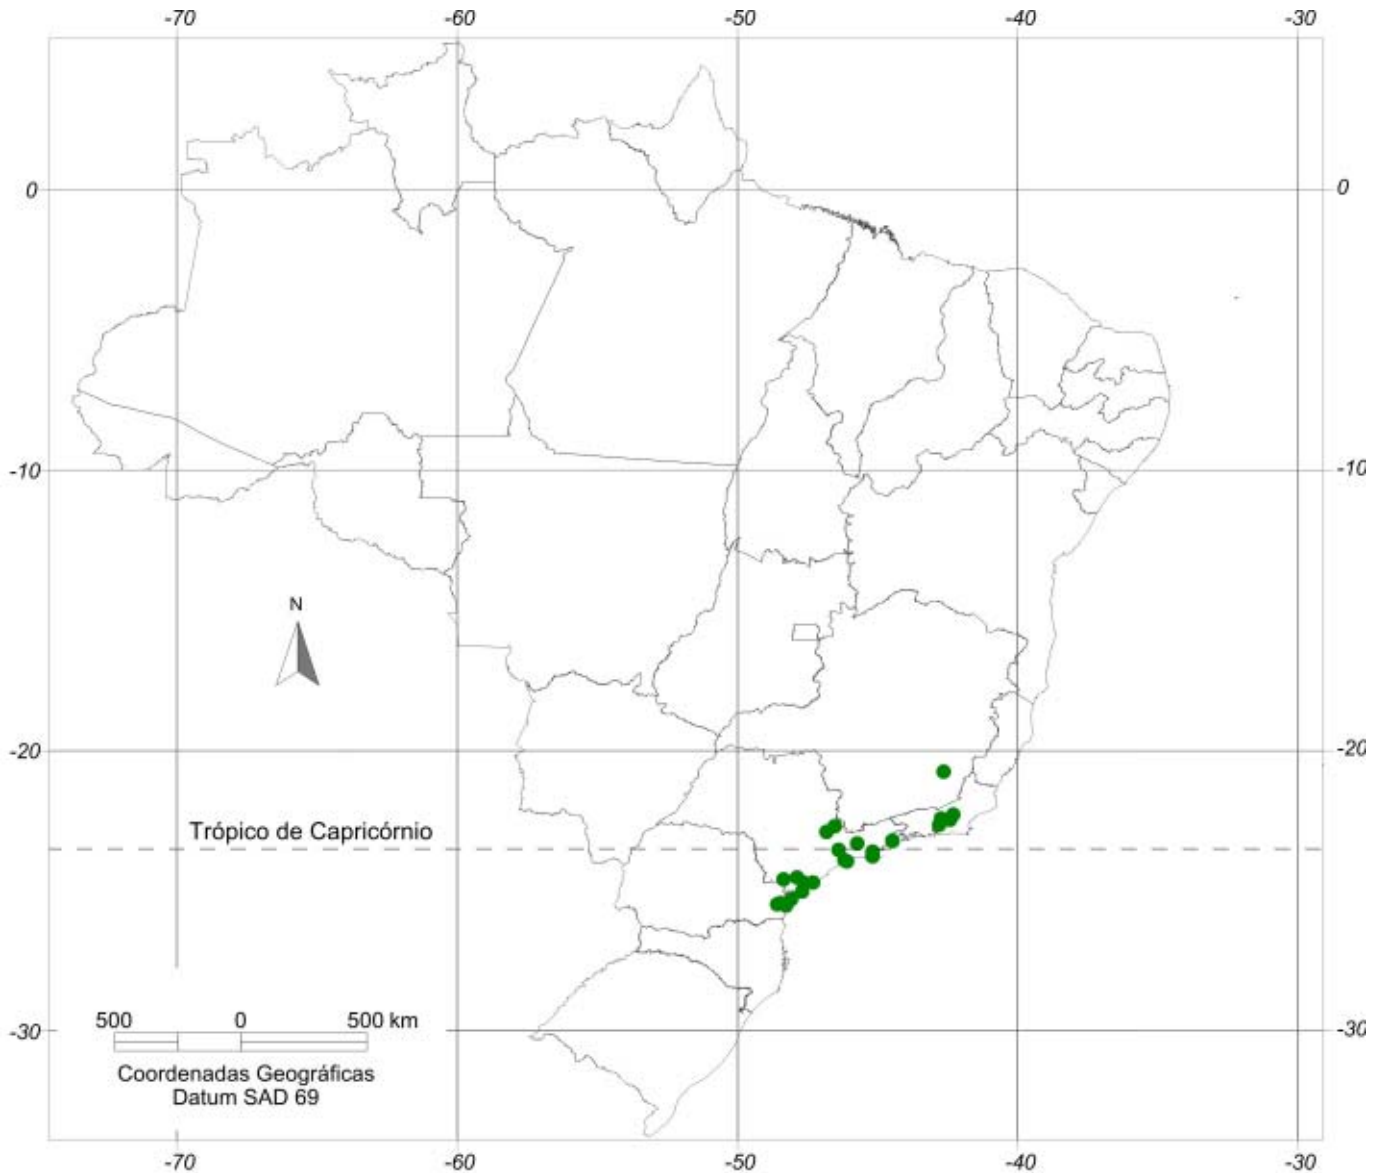 -70 -60 -50 -40 -30
0 0
-10 -10
N
-20 -20
Trópico de Capricórnio
500 0 500 km
-30 -30
Coordenadas Geográficas
Datum SAD 69
-70 -60 -50 -40 -30